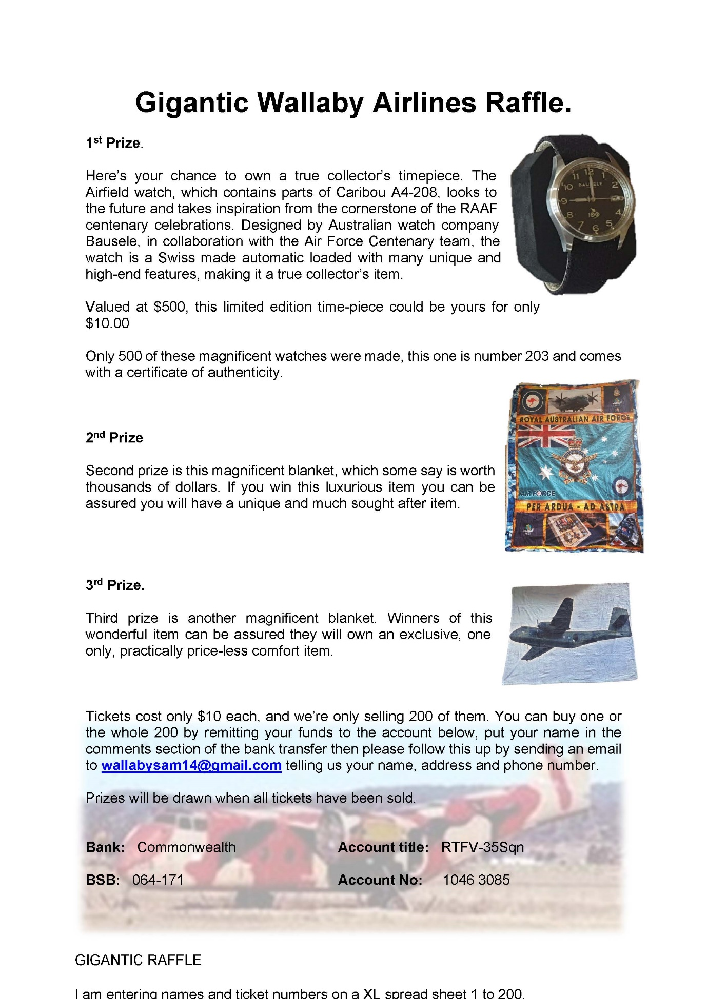 Gigantic Wallaby Airlines Raffle.
1st Prize.
Here's your chance to own a true collector's timepiece. The
Airfield watch, which contains parts of Caribou A4-208, looks to
the future and takes inspiration from the cornerstone of the RAAF
centenary celebrations. Designed by Australian watch company
Bausele, in collaboration with the Air Force Centenary team, the
watch is a Swiss made automatic loaded with many unique and
high-end features, making it a true collector's item.
12
11 1
10 BAUSELE 2
9
8 100 4
7 6 5
Valued at $500, this limited edition time-piece could be yours for only
$10.00
Only 500 of these magnificent watches were made, this one is number 203 and comes
with a certificate of authenticity.
ROYAL AUSTRALIAN AIR FORCE
2nd Prize
Second prize is this magnificent blanket, which some say is worth
thousands of dollars. If you win this luxurious item you can be
assured you will have a unique and much sought after item.
AIR FORCE
PER ARDUA - AD ASTRA
3rd Prize.
Third prize is another magnificent blanket. Winners of this
wonderful item can be assured they will own an exclusive, one
only, practically price-less comfort item.
Tickets cost only $10 each, and we're only selling 200 of them. You can buy one or
the whole 200 by remitting your funds to the account below, put your name in the
comments section of the bank transfer then please follow this up by sending an email
to wallabysam14@gmail.com telling us your name, address and phone number.
Prizes will be drawn when all tickets have been sold.
Bank: Commonwealth Account title: RTFV-35Sqn
BSB: 064-171 Account No: 1046 3085
GIGANTIC RAFFLE
I am entering names and ticket numbers on a XL spread sheet 1 to 200.